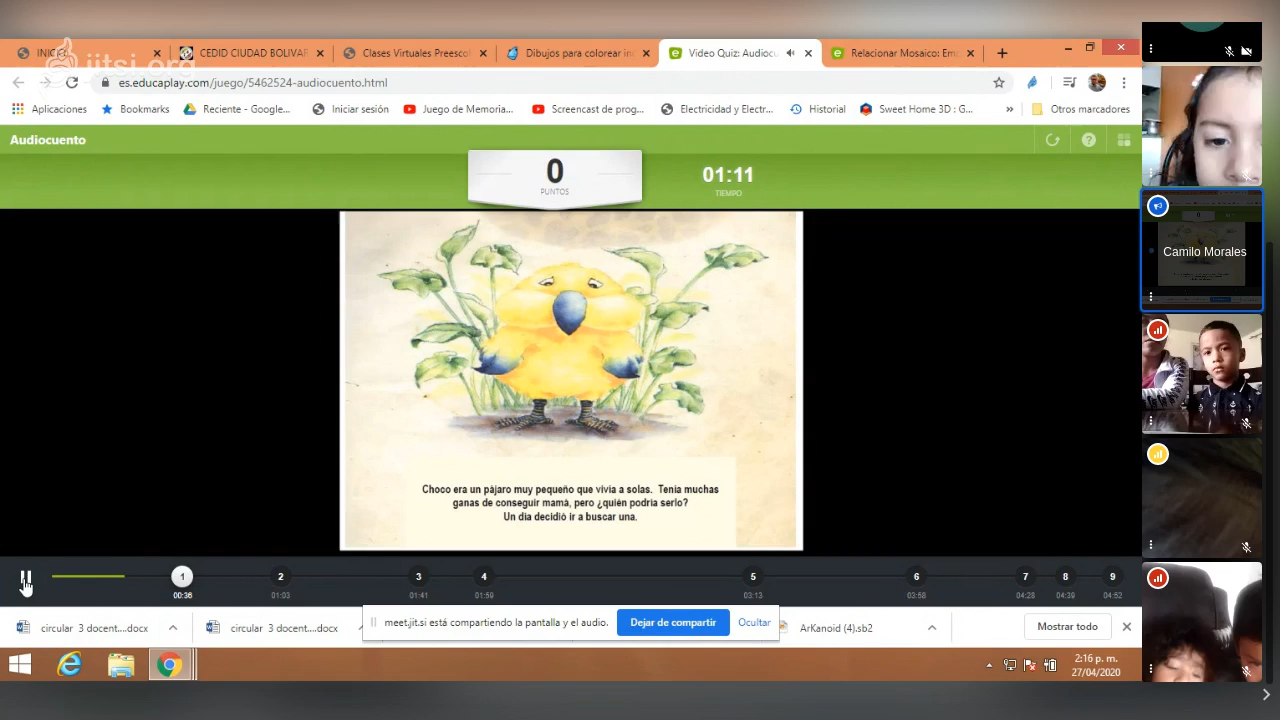 jitsi.org
CEDID CIUDAD BOLIVAR
Clases Virtuales Preescol
Dibujos para colorear in
Video Quiz: Audiocu
Relacionar Mosaico: Em
es.educaplay.com/juego/5462524-audiocuento.html
Aplicaciones
Bookmarks
Reciente - Google...
Iniciar sesión
Juego de Memoria...
Screencast de prog...
Electricidad y Electr...
Historial
Sweet Home 3D : G...
»
Otros marcadores
Audiocuento
0
PUNTOS
01:11
TIEMPO
Camilo Morales
Choco era un pájaro muy pequeño que vivía a solas. Tenía muchas
ganas de conseguir mamá, pero ¿quién podría serlo?
Un día decidió ir a buscar una.
1 2 3 4 5 6 7 8 9
00:36 01:03 01:41 01:59 03:13 03:58 04:28 04:39 04:52
circular 3 docent....docx
circular 3 docent....docx
meet.jit.si está compartiendo la pantalla y el audio.
Dejar de compartir
Ocultar
ArKanoid (4).sb2
Mostrar todo
2:16 p. m.
27/04/2020